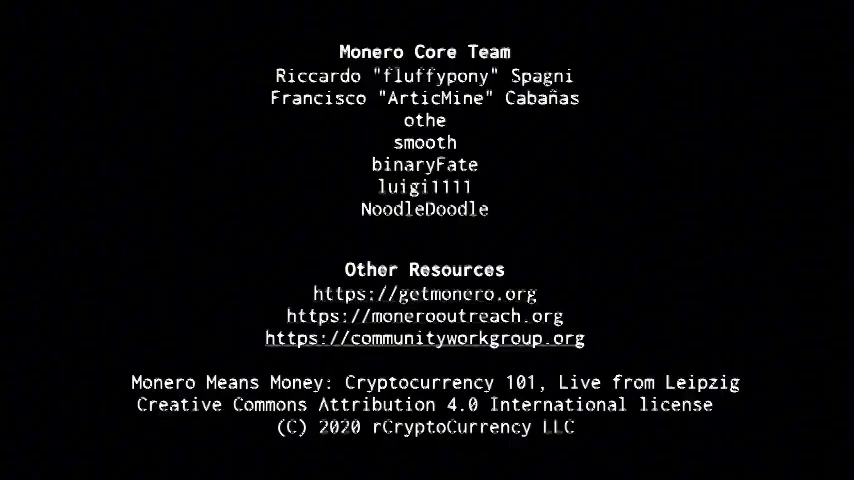 Monero Core Team
Riccardo "fluffypony" Spagni
Francisco "ArticMine" Cabañas
othe
smooth
binaryFate
luigi1111
NoodleDoodle
Other Resources
https://getmonero.org
https://monerooutreach.org
https://communityworkgroup.org
Monero Means Money: Cryptocurrency 101, Live from Leipzig
Creative Commons Attribution 4.0 International license
(C) 2020 rCryptoCurrency LLC